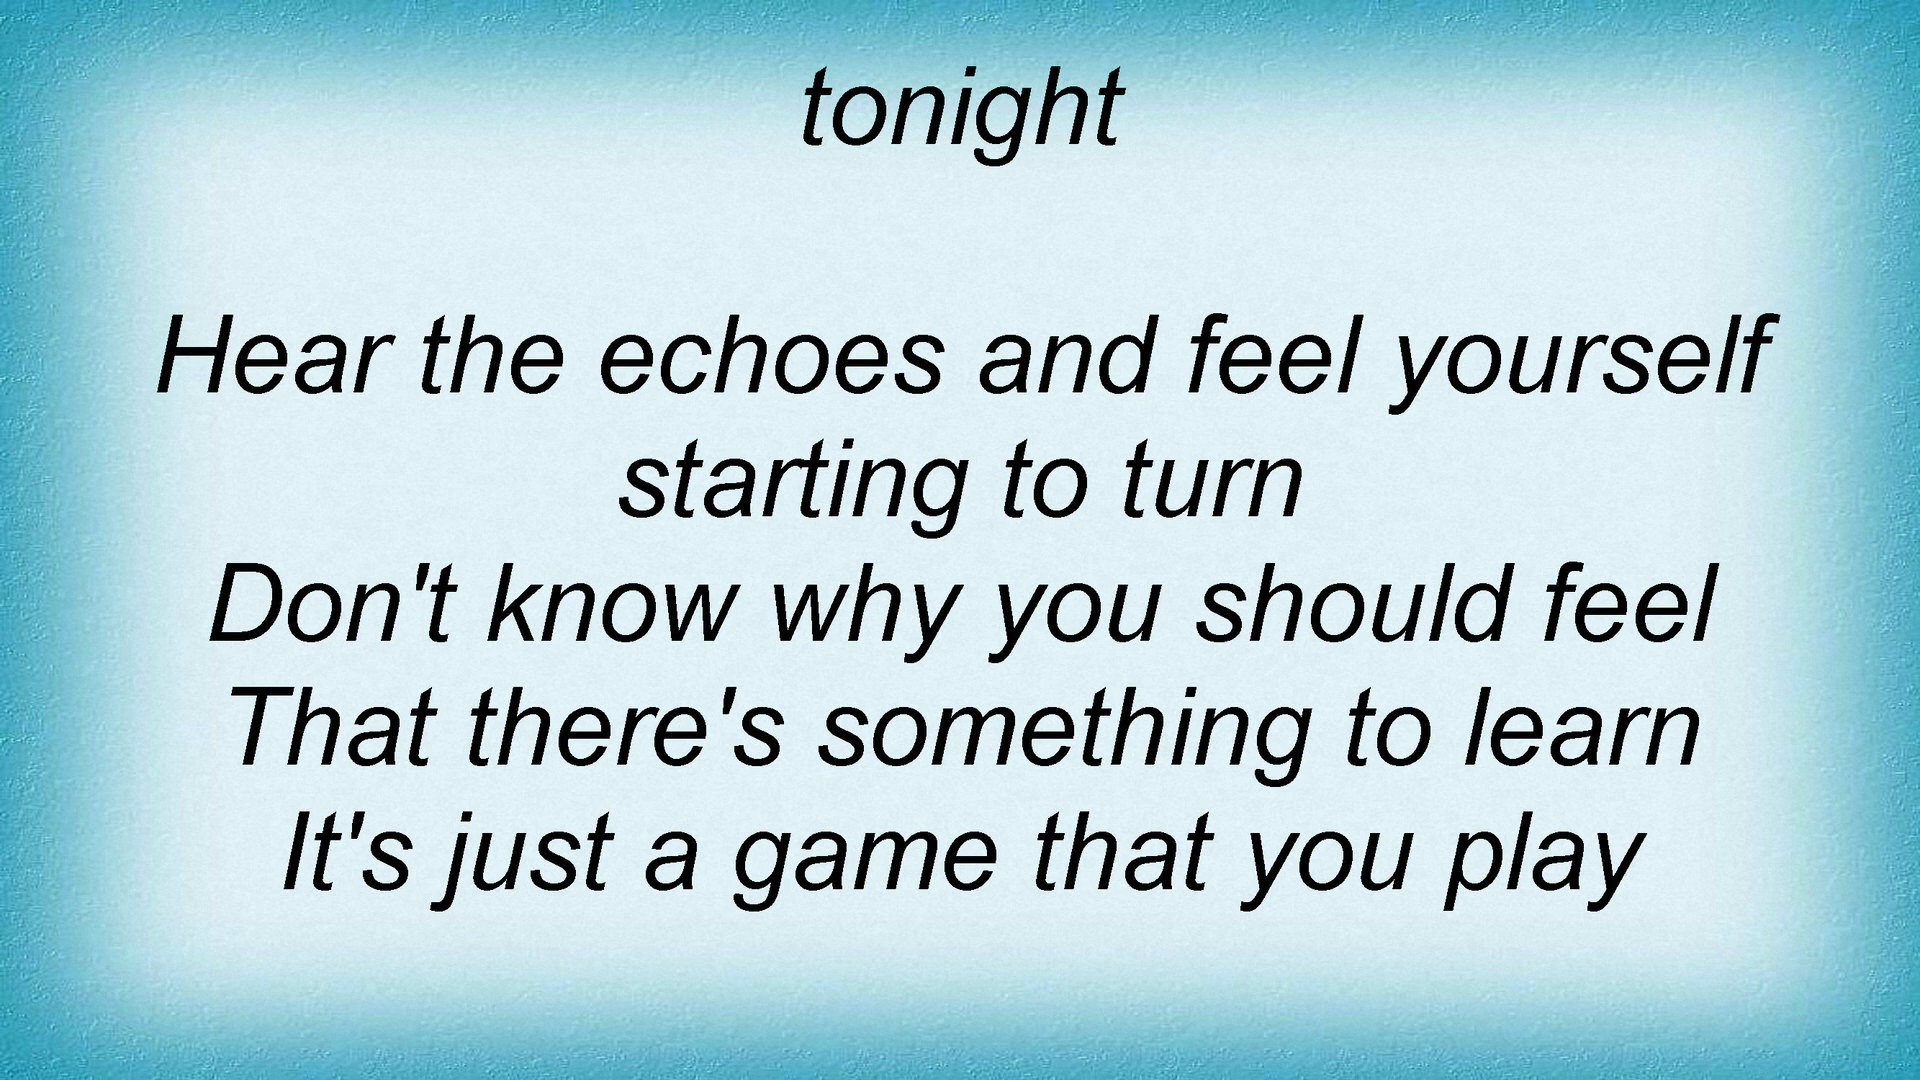 tonight
Hear the echoes and feel yourself
starting to turn
Don't know why you should feel
That there's something to learn
It's just a game that you play